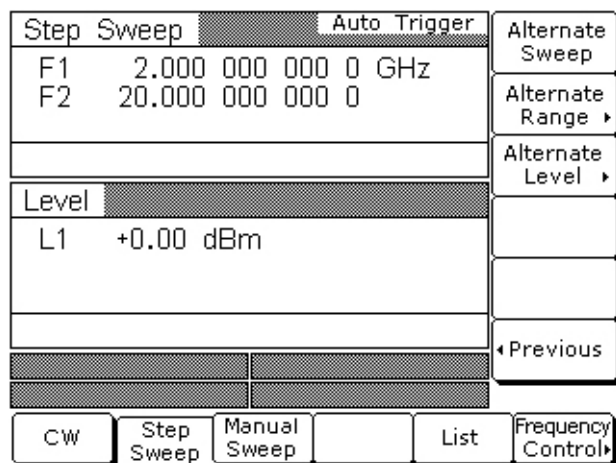 Step Sweep
Auto Trigger
F1 2.000 000 000 0 GHz
F2 20.000 000 000 0
Level
L1 +0.00 dBm
Alternate
Sweep
Alternate
Range
Alternate
Level
Previous
CW
Step
Sweep
Manual
Sweep
List
Frequency
Control